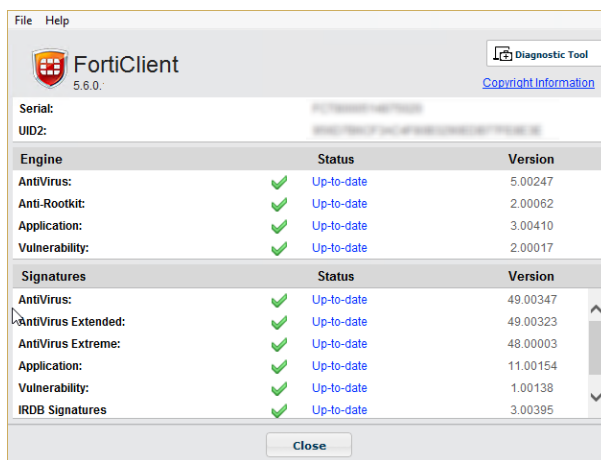 File Help
FortiClient
5.6.0.
Diagnostic Tool
Copyright Information
Serial:
UID2:
Engine Status Version
AntiVirus: Up-to-date 5.00247
Anti-Rootkit: Up-to-date 2.00062
Application: Up-to-date 3.00410
Vulnerability: Up-to-date 2.00017
Signatures Status Version
AntiVirus: Up-to-date 49.00347
AntiVirus Extended: Up-to-date 49.00323
AntiVirus Extreme: Up-to-date 48.00003
Application: Up-to-date 11.00154
Vulnerability: Up-to-date 1.00138
IRDB Signatures Up-to-date 3.00395
Close